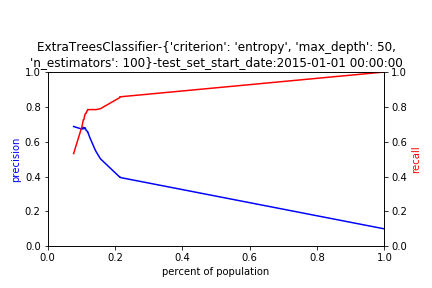 ExtraTreesClassifier-{'criterion': 'entropy', 'max_depth': 50,
'n_estimators': 100}-test_set_start_date:2015-01-01 00:00:00
1.0
0.8
0.6
0.4
0.2
0.0
precision
1.0
0.8
0.6
0.4
0.2
0.0
recall
0.0 0.2 0.4 0.6 0.8 1.0
percent of population